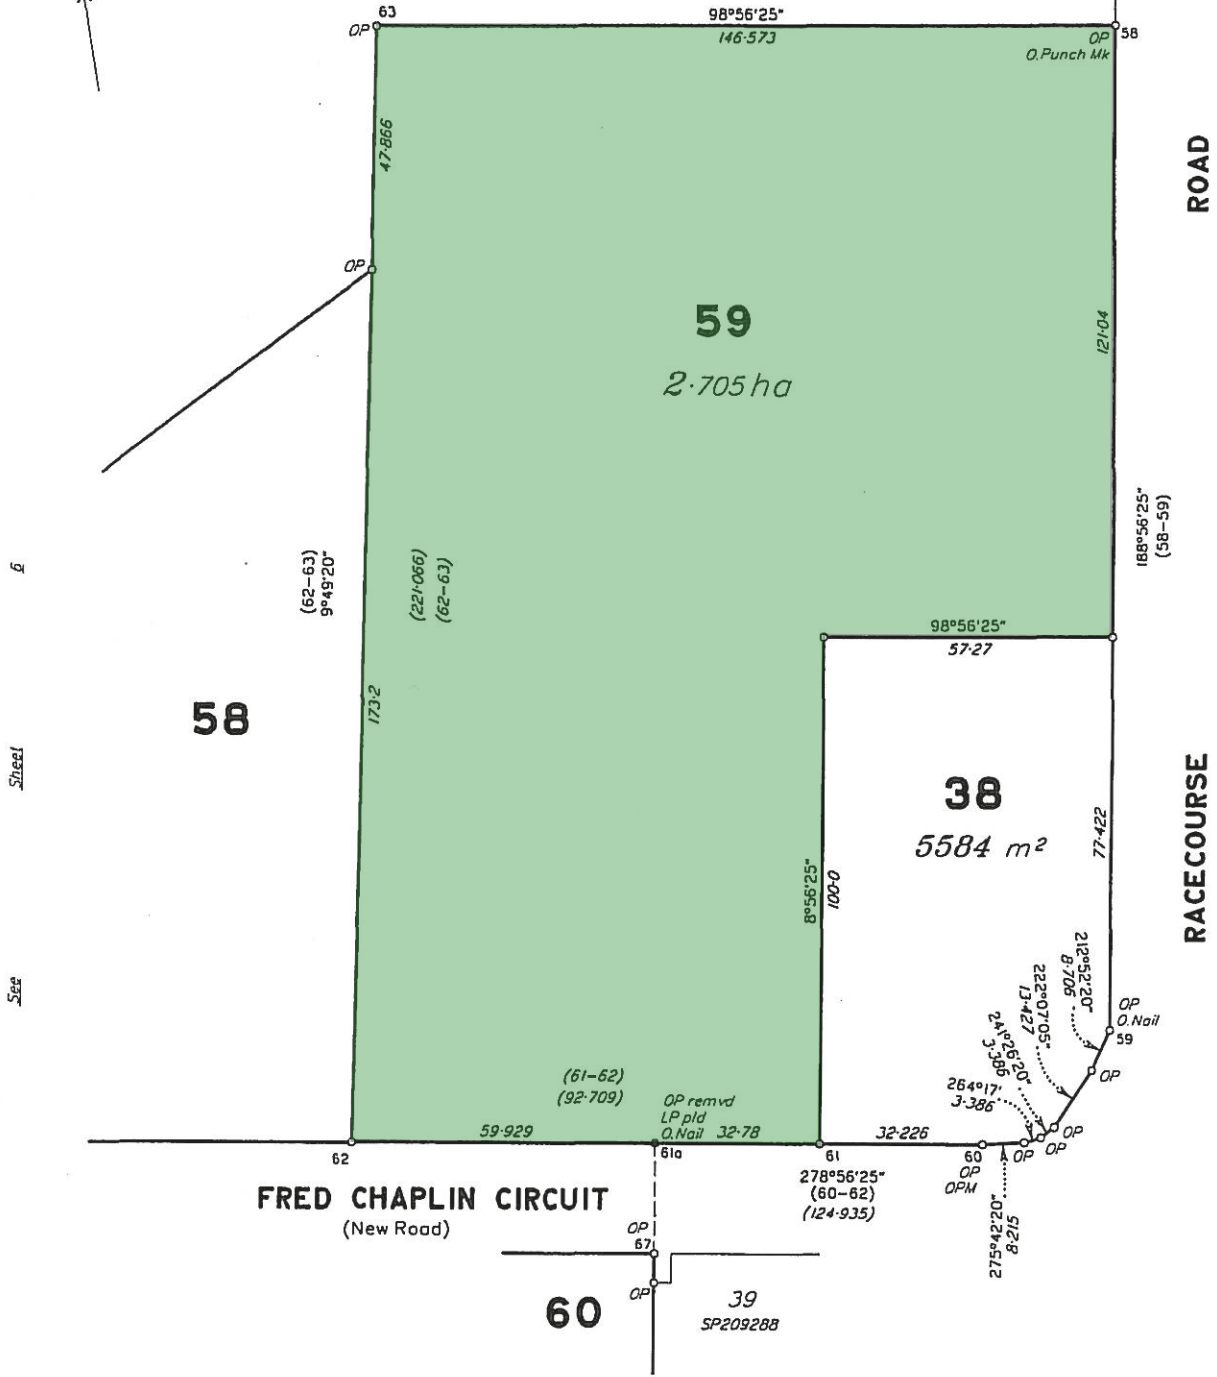 63
98°56'25"
146·573
OP
OP
58
O.Punch Mk
47·866
ROAD
OP
59
2·705 ha
121·04
188°56'25"
(58-59)
(62-63)
9°49'20"
(221·066)
(62-63)
6
98°56'25"
57·27
173·2
58
Sheet
38
5584 m²
77·422
RACECOURSE
8°56'25"
100·0
See
212°52'20"
8·706
222°07'05"
13·427
241°26'20"
3·386
264°17'
3·386
OP
O.Nail
59
OP
(61-62)
(92·709)
OP remvd
LP pld
O.Nail
59·929
32·78
32·226
OP
OP
OP
62
61a
61
60
OP
OPM
278°56'25"
(60-62)
(124·935)
275°42'20"
8·215
FRED CHAPLIN CIRCUIT
(New Road)
OP
67
OP
60
39
SP209288